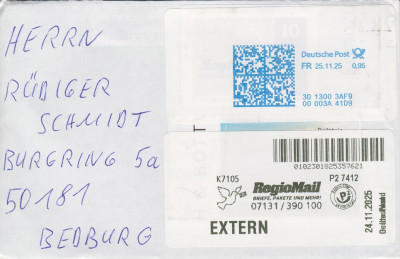 HERRN
RÜDIGER
SCHMIDT
BURGRING 5a
50181
BEDBURG
Deutsche Post
FR 25.11.25 0,95
30 1300 3AF9
00 003A 4109
0102301025357621
K7105
P2 7412
RegioMail
BRIEFE, PAKETE UND MEHR!
07131/390 100
EXTERN
24.11.2025